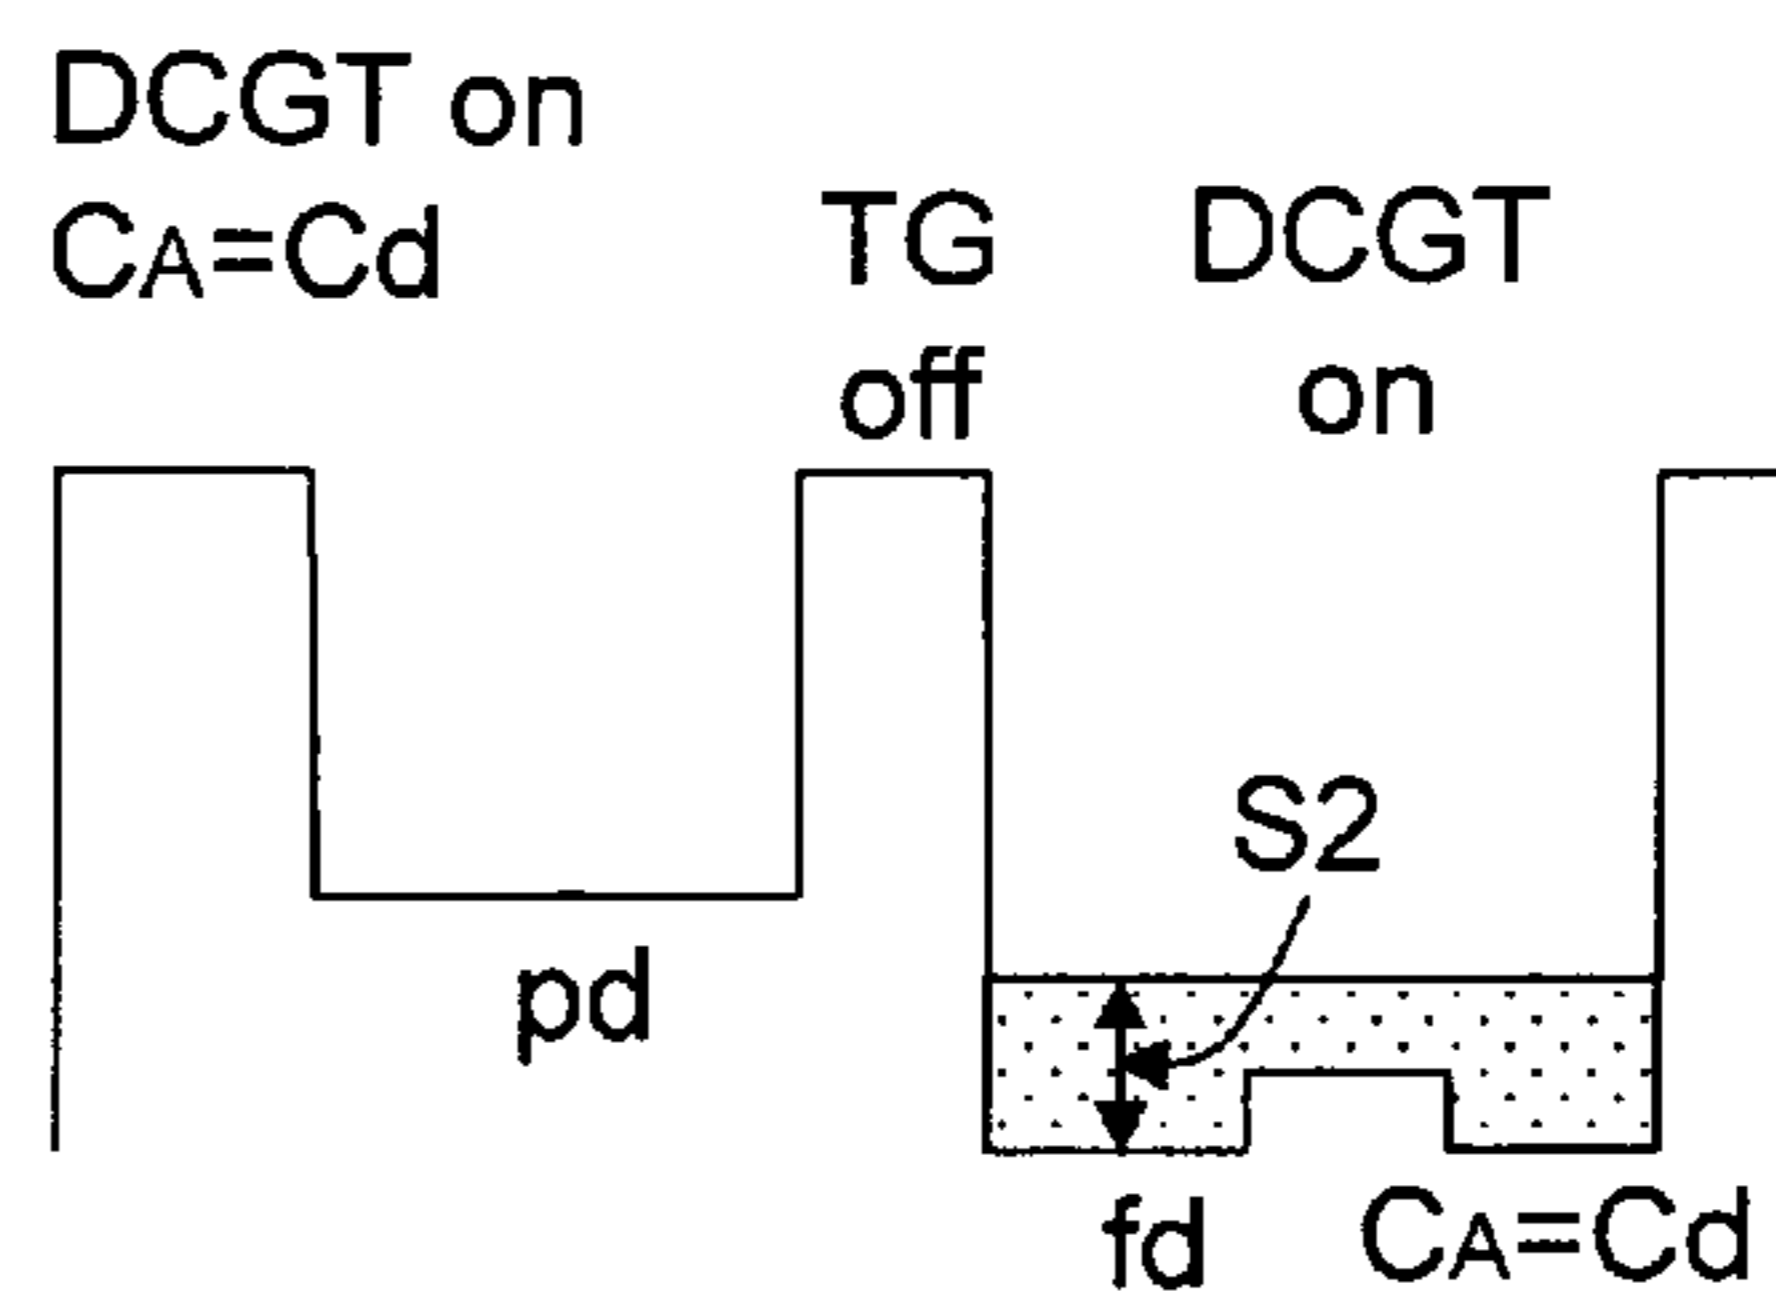 DCGT on
CA=Cd
TG
off
DCGT
on
S2
pd
fd
CA=Cd